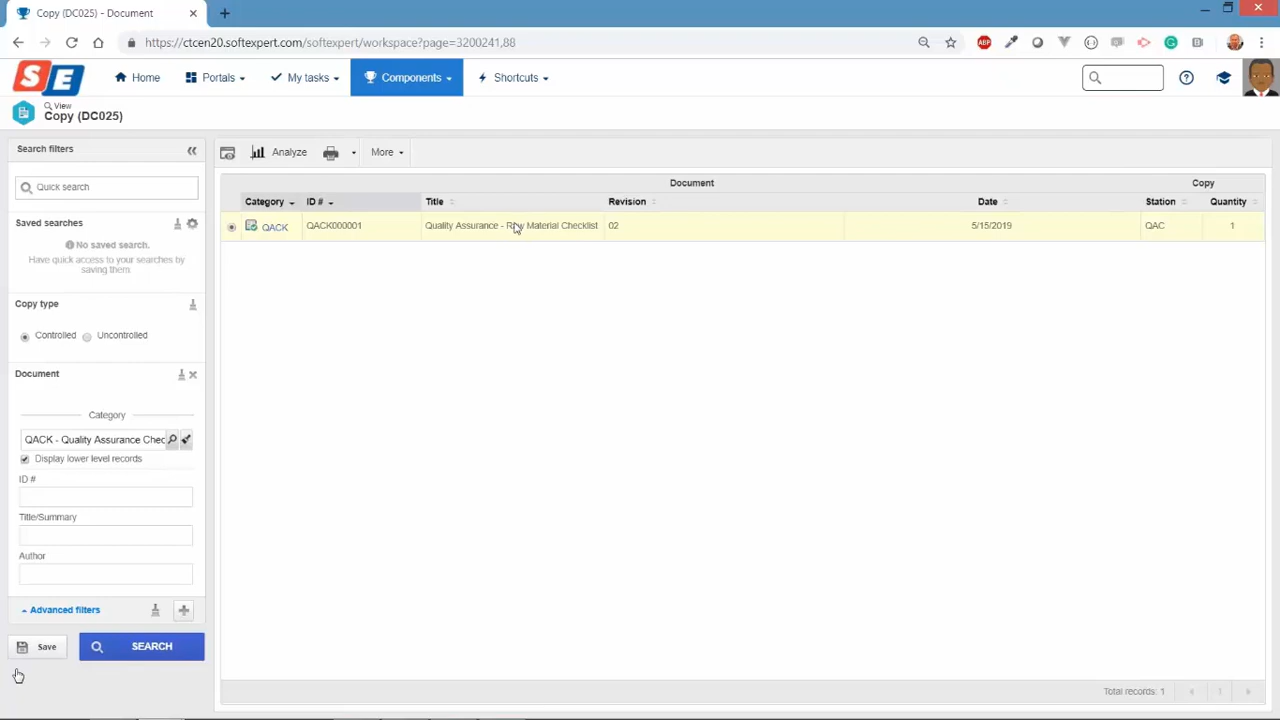 Copy (DC025) - Document
https://ctcen20.softexpert.com/softexpert/workspace?page=3200241,88
ABP
SE
Home
Portals
My tasks
Components
Shortcuts
View
Copy (DC025)
Search filters
Quick search
Saved searches
No saved search.
Have quick access to your searches by
saving them
Copy type
Controlled
Uncontrolled
Document
Category
QACK - Quality Assurance Chec
Display lower level records
ID #
Title/Summary
Author
Advanced filters
Save
SEARCH
Analyze
More
Document
Copy
Category
ID #
Title
Revision
Date
Station
Quantity
QACK
QACK000001
Quality Assurance - Raw Material Checklist
02
5/15/2019
QAC
1
Total records: 1
1